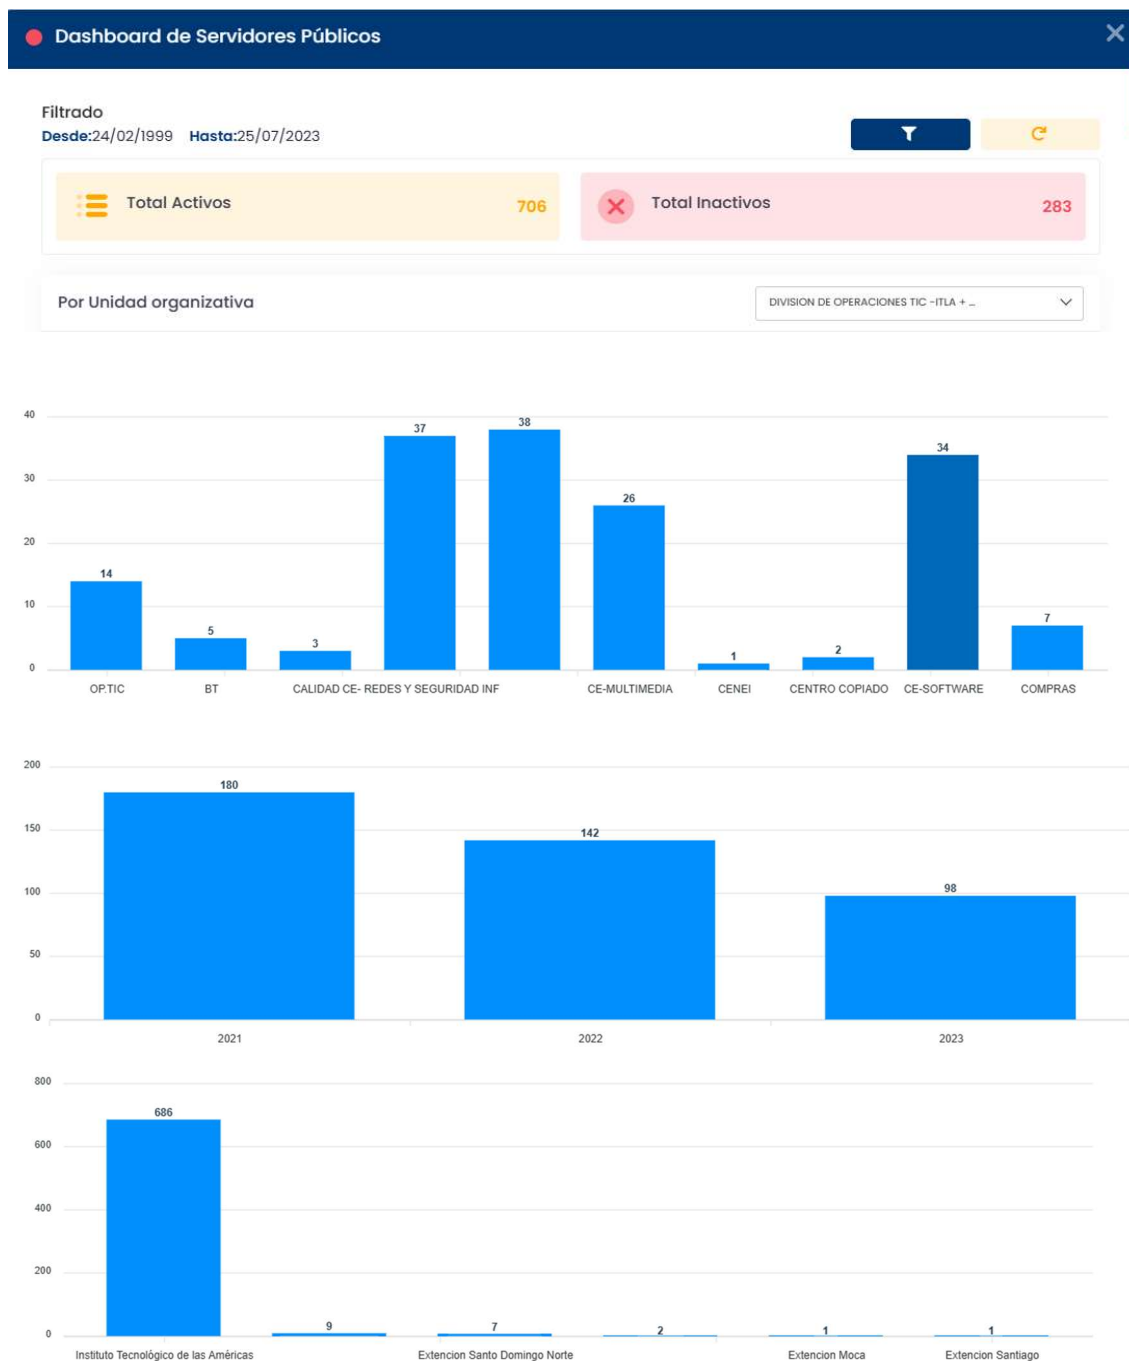 Dashboard de Servidores Públicos
Filtrado
Desde:24/02/1999 Hasta:25/07/2023
Total Activos 706
Total Inactivos 283
Por Unidad organizativa
DIVISION DE OPERACIONES TIC -ITLA + ...
40
30
20
10
0
14
5
3
37
38
26
1
2
34
7
OP.TIC
BT
CALIDAD
CE- REDES Y SEGURIDAD INF
CE-MULTIMEDIA
CENEI
CENTRO COPIADO
CE-SOFTWARE
COMPRAS
200
150
100
50
0
180
142
98
2021
2022
2023
800
600
400
200
0
686
9
7
2
1
1
Instituto Tecnológico de las Américas
Extencion Santo Domingo Norte
Extencion Moca
Extencion Santiago